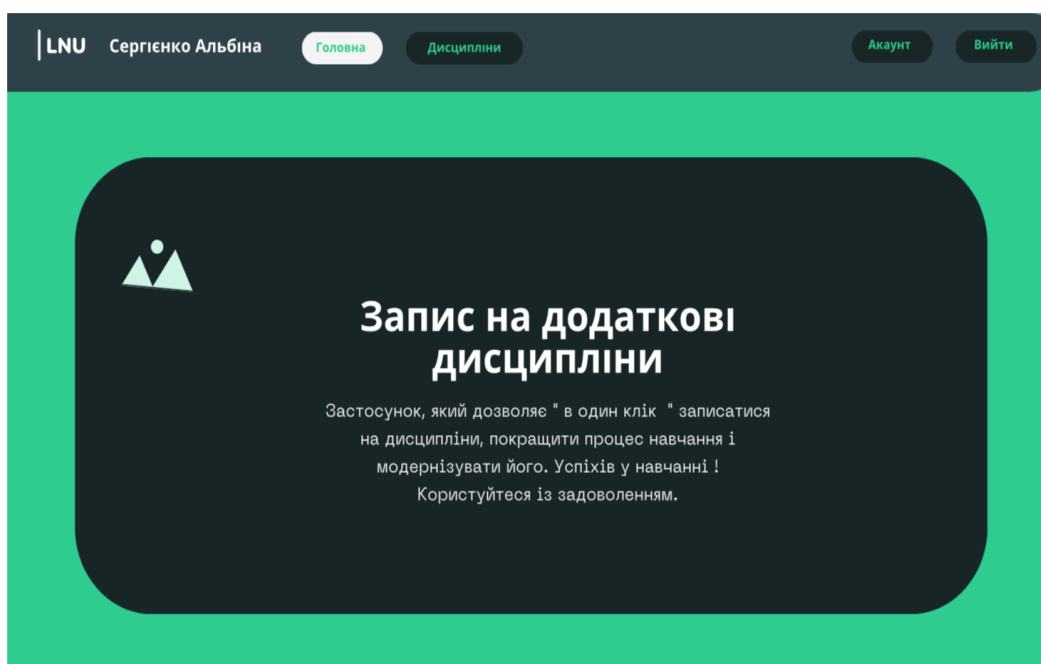 LNU Сергієнко Альбіна Головна Дисципліни Акаунт Вийти
Запис на додаткові
дисципліни
Застосунок, який дозволяє " в один клік " записатися
на дисципліни, покращити процес навчання і
модернізувати його. Успіхів у навчанні !
Користуйтеся із задоволенням.